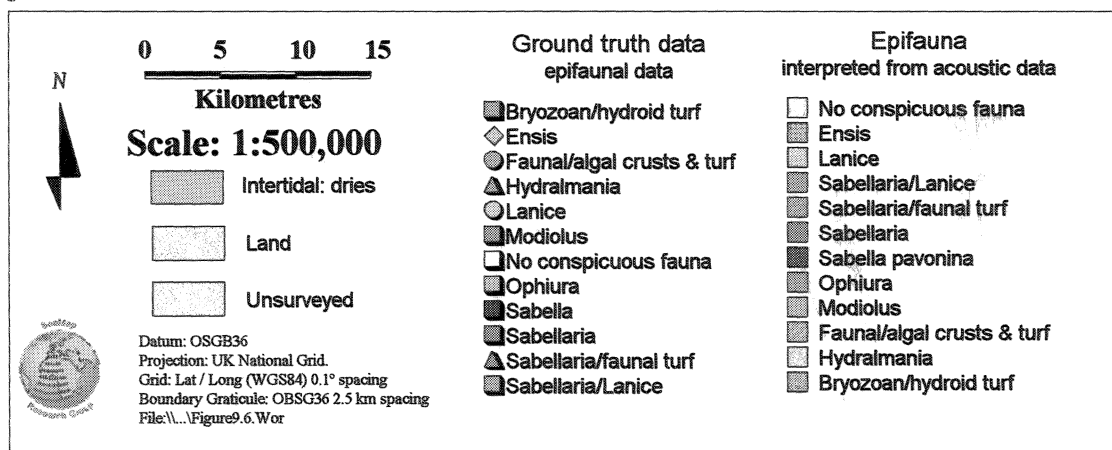 0 5 10 15
Kilometres
Scale: 1:500,000
N
Intertidal: dries
Land
Unsurveyed
SeaMap
Research Group
Datum: OSGB36
Projection: UK National Grid.
Grid: Lat / Long (WGS84) 0.1° spacing
Boundary Graticule: OBSG36 2.5 km spacing
File:\\...\Figure9.6.Wor
Ground truth data
epifaunal data
Bryozoan/hydroid turf
Ensis
Faunal/algal crusts & turf
Hydralmania
Lanice
Modiolus
No conspicuous fauna
Ophiura
Sabella
Sabellaria
Sabellaria/faunal turf
Sabellaria/Lanice
Epifauna
interpreted from acoustic data
No conspicuous fauna
Ensis
Lanice
Sabellaria/Lanice
Sabellaria/faunal turf
Sabellaria
Sabella pavonina
Ophiura
Modiolus
Faunal/algal crusts & turf
Hydralmania
Bryozoan/hydroid turf